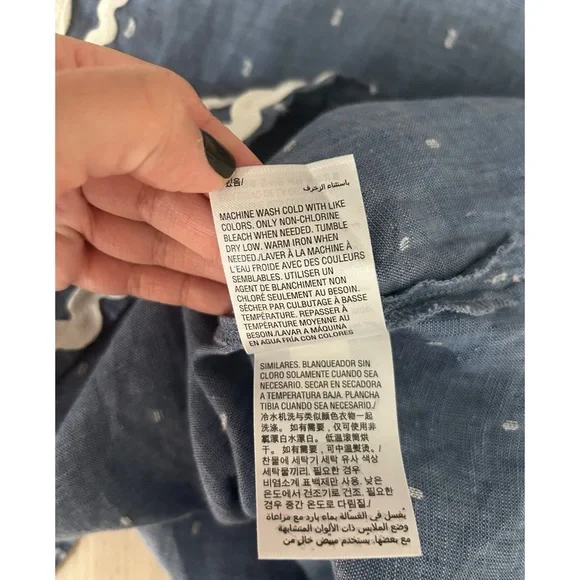 있음/ باستثناء الزخرف
MACHINE WASH COLD WITH LIKE
COLORS. ONLY NON-CHLORINE
BLEACH WHEN NEEDED. TUMBLE
DRY LOW. WARM IRON WHEN
NEEDED./LAVER À LA MACHINE À
L'EAU FROIDE AVEC DES COULEURS
SEMBLABLES. UTILISER UN
AGENT DE BLANCHIMENT NON
CHLORÉ SEULEMENT AU BESOIN.
SÉCHER PAR CULBUTAGE À BASSE
TEMPÉRATURE. REPASSER À
TEMPÉRATURE MOYENNE AU
BESOIN./LAVAR A MÁQUINA
EN AGUA FRÍA CON COLORES
SIMILARES. BLANQUEADOR SIN
CLORO SOLAMENTE CUANDO SEA
NECESARIO. SECAR EN SECADORA
A TEMPERATURA BAJA. PLANCHA
TIBIA CUANDO SEA NECESARIO./
冷水机洗与类似颜色衣物一起
洗涤。 如有需要，仅可使用非
氯漂白水漂白。 低温滚筒烘
干。 如有需要，可中温熨烫。/
찬물에 세탁기 세탁 유사 색상
세탁물끼리. 필요한 경우
비염소계 표백제만 사용. 낮은
온도에서 건조기로 건조. 필요한
경우 중간 온도로 다림질/
يُغسل في الغسالة بماء بارد مع مراعاة
وضع الملابس ذات الألوان المتشابهة
مع بعضها. يستخدم مبيض خال من